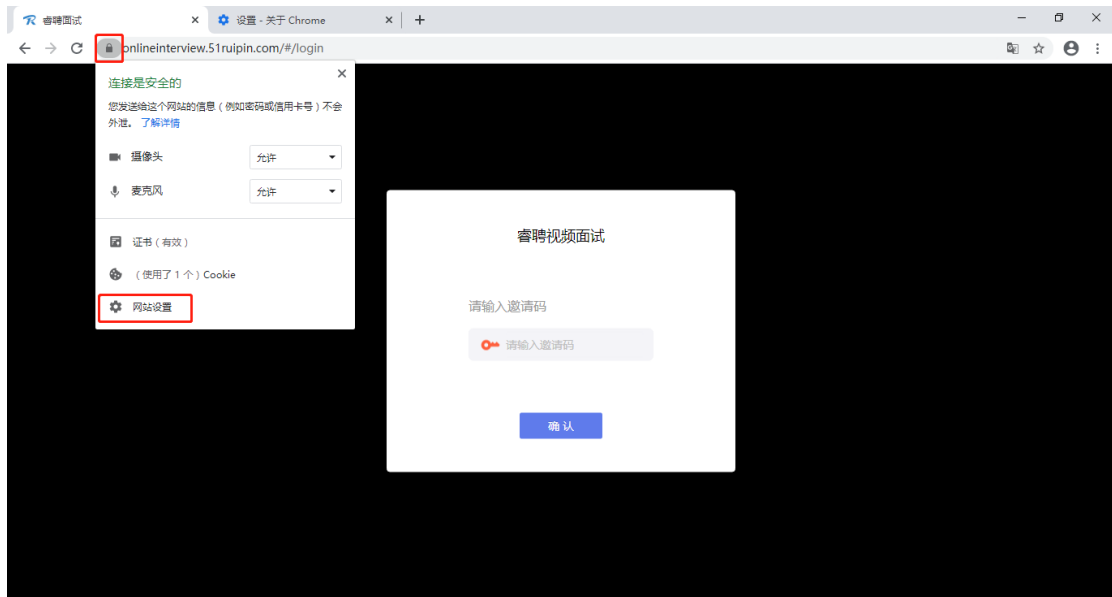 睿聘面试
设置 - 关于 Chrome
onlineinterview.51ruipin.com/#/login
连接是安全的
您发送给这个网站的信息（例如密码或信用卡号）不会
外泄。 了解详情
摄像头 允许
麦克风 允许
证书（有效）
（使用了 1 个）Cookie
网站设置
睿聘视频面试
请输入邀请码
请输入邀请码
确 认